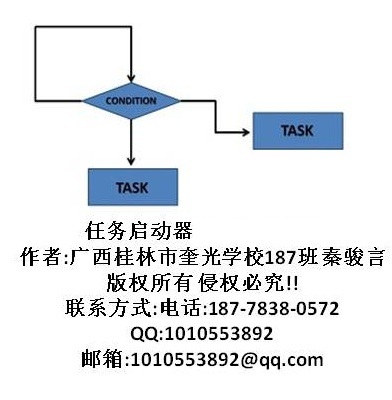 CONDITION
TASK
TASK
任务启动器
作者:广西桂林市奎光学校187班秦骏言
版权所有 侵权必究!!
联系方式:电话:187-7838-0572
QQ:1010553892
邮箱:1010553892@qq.com